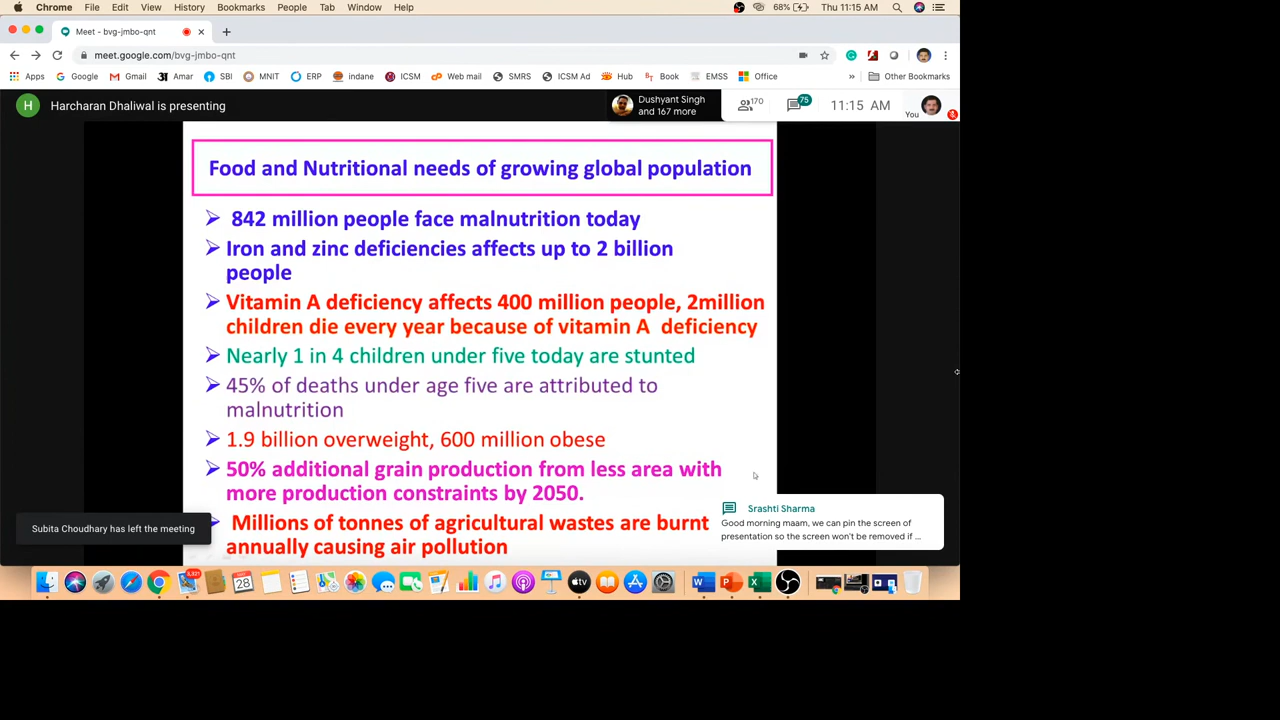 Chrome File Edit View History Bookmarks People Tab Window Help 68% Thu 11:15 AM
Meet - bvg-jmbo-qnt
meet.google.com/bvg-jmbo-qnt
Apps Google Gmail Amar SBI MNIT ERP indane ICSM Web mail SMRS ICSM Ad Hub Book EMSS Office » Other Bookmarks
H Harcharan Dhaliwal is presenting
Dushyant Singh
and 167 more
170 75 11:15 AM You
Food and Nutritional needs of growing global population
842 million people face malnutrition today
Iron and zinc deficiencies affects up to 2 billion
people
Vitamin A deficiency affects 400 million people, 2million
children die every year because of vitamin A deficiency
Nearly 1 in 4 children under five today are stunted
45% of deaths under age five are attributed to
malnutrition
1.9 billion overweight, 600 million obese
50% additional grain production from less area with
more production constraints by 2050.
Millions of tonnes of agricultural wastes are burnt
annually causing air pollution
Subita Choudhary has left the meeting
Srashti Sharma
Good morning maam, we can pin the screen of
presentation so the screen won't be removed if ...